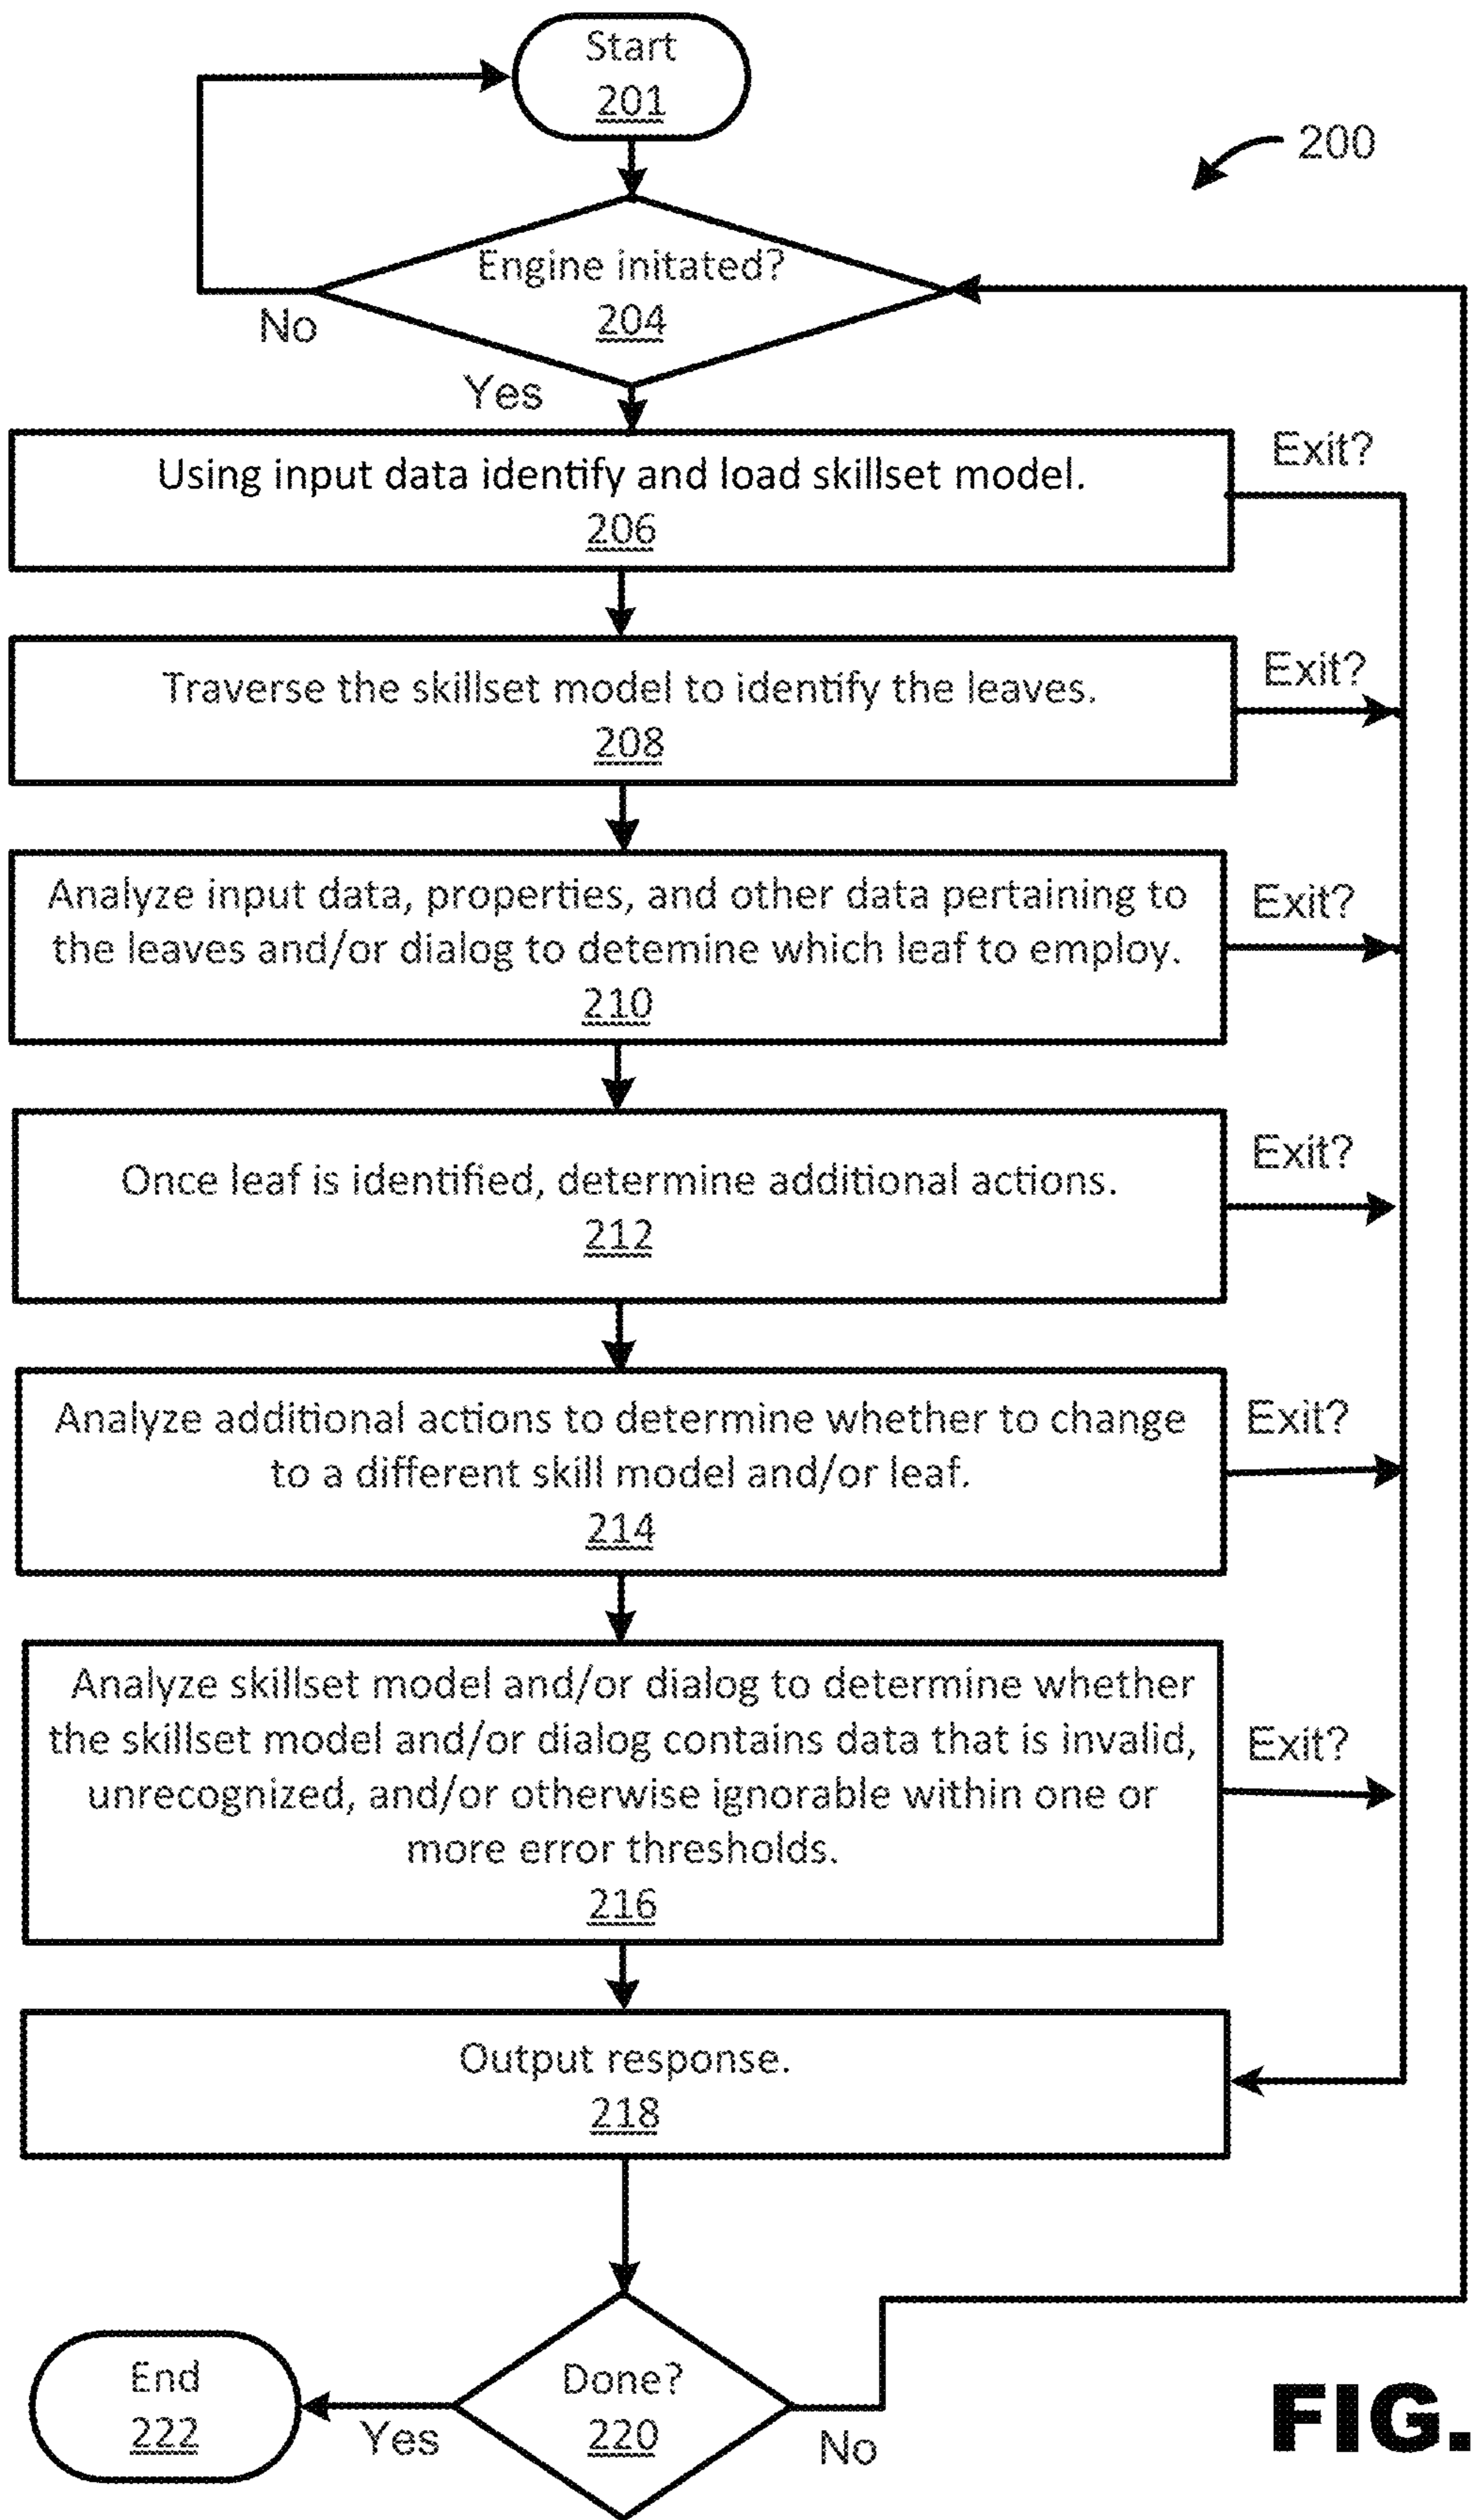 Start
201
200
Engine initated?
204
No
Yes
Using input data identify and load skillset model.
206
Exit?
Traverse the skillset model to identify the leaves.
208
Exit?
Analyze input data, properties, and other data pertaining to
the leaves and/or dialog to detemine which leaf to employ.
210
Exit?
Once leaf is identified, determine additional actions.
212
Exit?
Analyze additional actions to determine whether to change
to a different skill model and/or leaf.
214
Exit?
Analyze skillset model and/or dialog to determine whether
the skillset model and/or dialog contains data that is invalid,
unrecognized, and/or otherwise ignorable within one or
more error thresholds.
216
Exit?
Output response.
218
End
222
Yes
Done?
220
No
FIG.